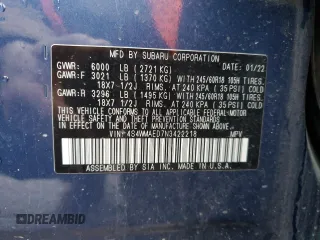 MFD BY SUBARU CORPORATION
GVWR: 6000 LB (2721 KG) DATE: 01/22
GAWR:F 3021 LB (1370 KG) WITH 245/60R18 105H TIRES,
18X7 1/2J RIMS, AT 240 KPA (35 PSI) COLD
GAWR:R 3296 LB (1495 KG) WITH 245/60R18 105H TIRES,
18X7 1/2J RIMS, AT 240 KPA (35 PSI) COLD
THIS VEHICLE CONFORMS TO ALL APPLICABLE
FEDERAL MOTOR VEHICLE SAFETY, BUMPER, AND
THEFT PREVENTION STANDARDS IN EFFECT ON
THE DATE OF MANUFACTURE SHOWN ABOVE.
VIN: 4S4WMAED7N3422218 MPV
ASSEMBLED BY SIA INC. MADE IN U.S.A.
© DREAMBID
DREAMBID